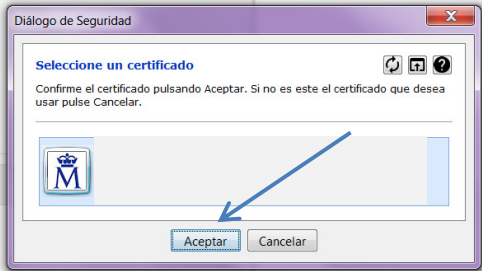 Diálogo de Seguridad
Seleccione un certificado
Confirme el certificado pulsando Aceptar. Si no es este el certificado que desea
usar pulse Cancelar.
M
Aceptar Cancelar